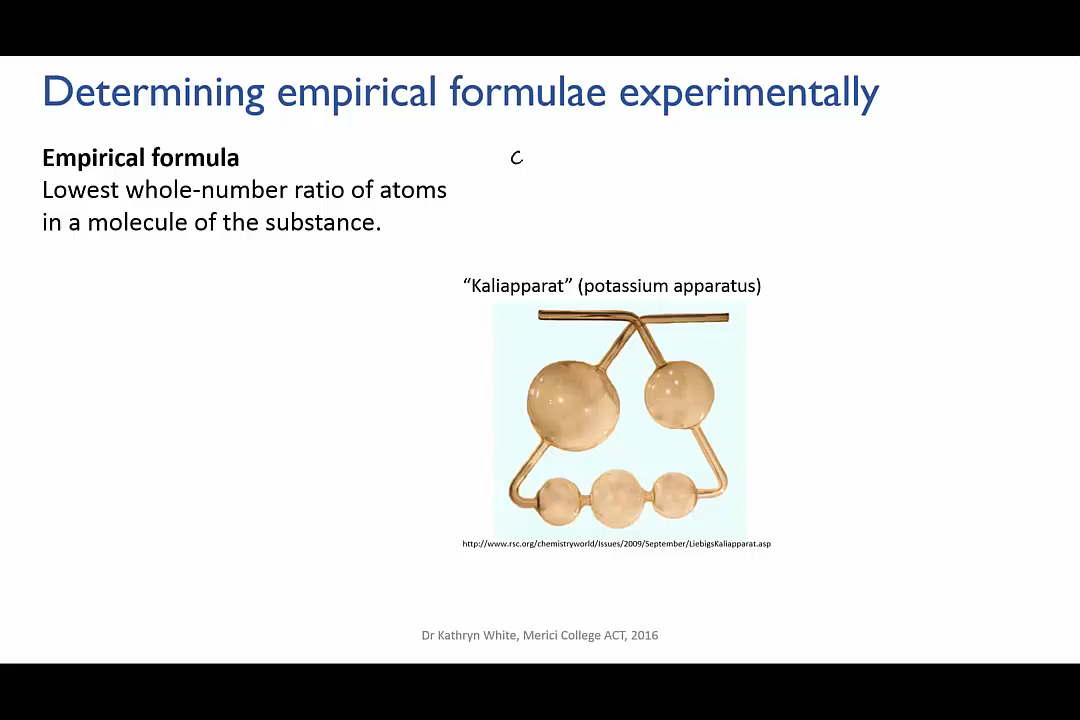 Determining empirical formulae experimentally
Empirical formula
C
Lowest whole-number ratio of atoms
in a molecule of the substance.
“Kaliapparat” (potassium apparatus)
http://www.rsc.org/chemistryworld/Issues/2009/September/LiebigsKaliapparat.asp
Dr Kathryn White, Merici College ACT, 2016